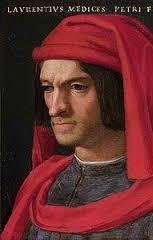 LAVRENTIVS MEDICES PETRI F